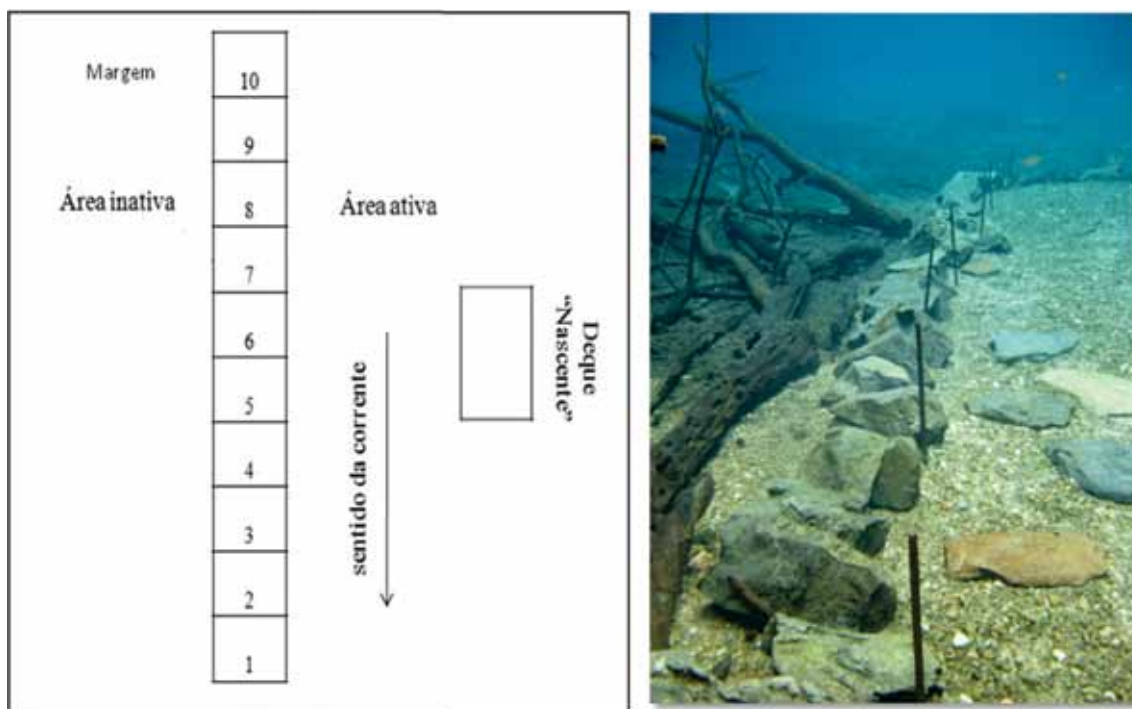 Margem
10
9
Área inativa
8
Área ativa
7
6
5
4
3
2
1
Deque
“Nascente”
sentido da corrente